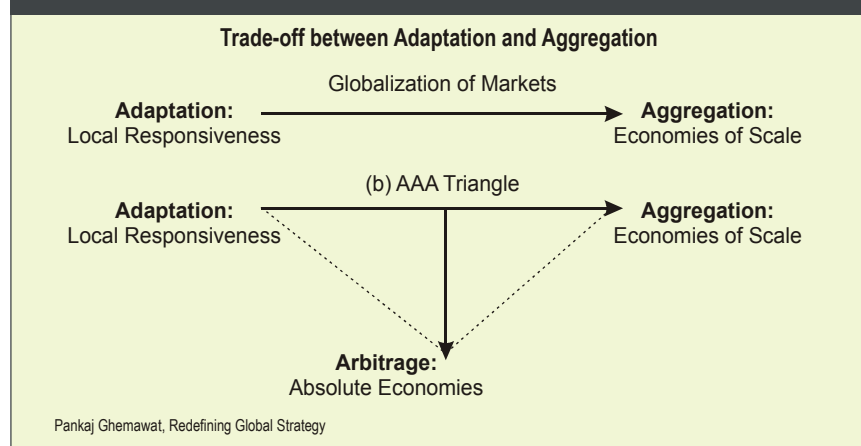 Trade-off between Adaptation and Aggregation
Globalization of Markets
Adaptation:
Local Responsiveness
Aggregation:
Economies of Scale
(b) AAA Triangle
Adaptation:
Local Responsiveness
Aggregation:
Economies of Scale
Arbitrage:
Absolute Economies
Pankaj Ghemawat, Redefining Global Strategy